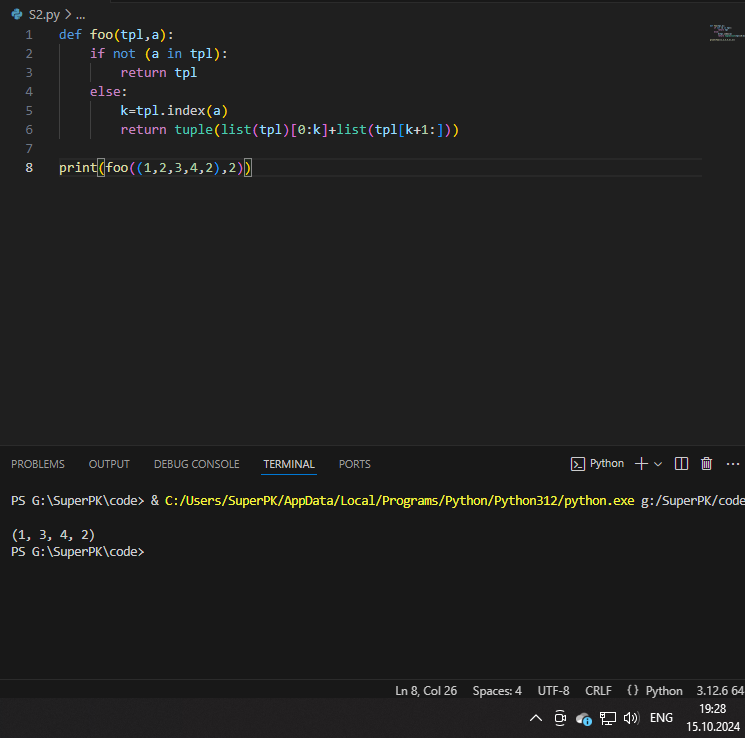 S2.py > ...
1 def foo(tpl,a):
2     if not (a in tpl):
3         return tpl
4     else:
5         k=tpl.index(a)
6         return tuple(list(tpl)[0:k]+list(tpl[k+1:]))
7
8 print(foo((1,2,3,4,2),2))
PROBLEMS OUTPUT DEBUG CONSOLE TERMINAL PORTS Python
PS G:\SuperPK\code> & C:/Users/SuperPK/AppData/Local/Programs/Python/Python312/python.exe g:/SuperPK/code
(1, 3, 4, 2)
PS G:\SuperPK\code>
Ln 8, Col 26 Spaces: 4 UTF-8 CRLF {} Python 3.12.6 64
ENG 19:28
15.10.2024